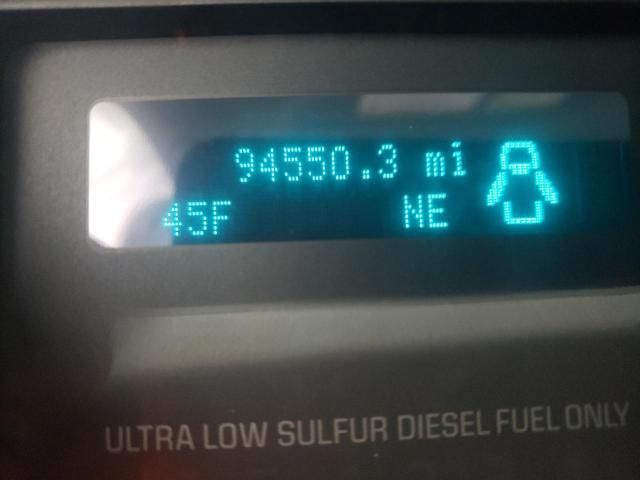 94550.3 mi
45F NE
ULTRA LOW SULFUR DIESEL FUEL ONLY